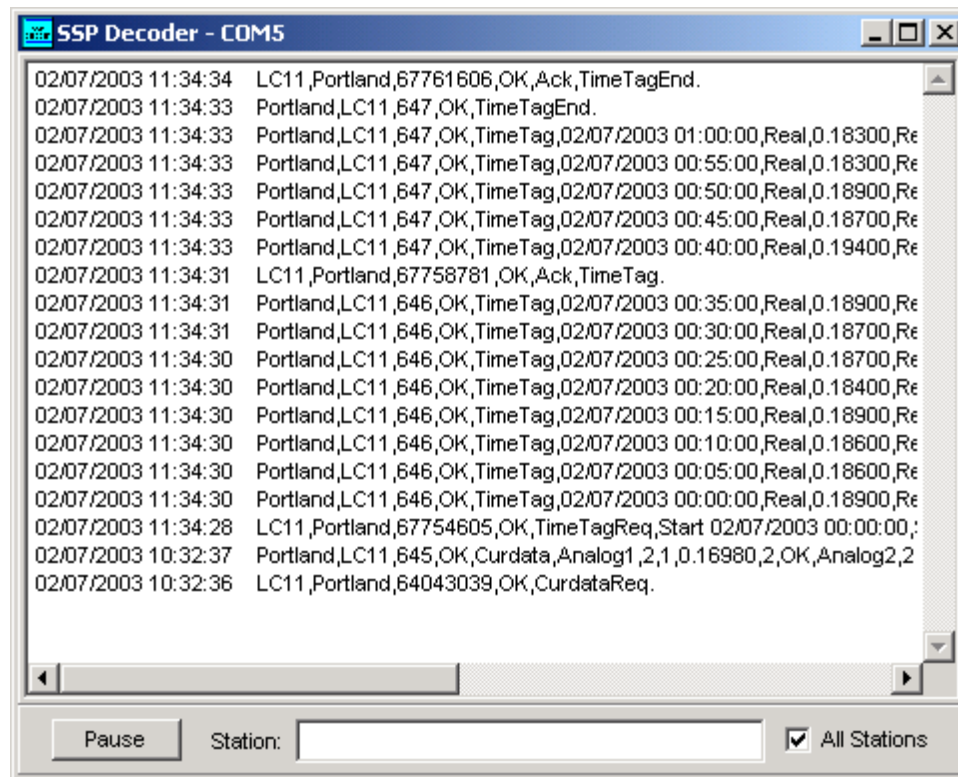 SSP Decoder - COM5
02/07/2003 11:34:34 LC11,Portland,67761606,OK,Ack,TimeTagEnd.
02/07/2003 11:34:33 Portland,LC11,647,OK,TimeTagEnd.
02/07/2003 11:34:33 Portland,LC11,647,OK,TimeTag,02/07/2003 01:00:00,Real,0.18300,Re
02/07/2003 11:34:33 Portland,LC11,647,OK,TimeTag,02/07/2003 00:55:00,Real,0.18300,Re
02/07/2003 11:34:33 Portland,LC11,647,OK,TimeTag,02/07/2003 00:50:00,Real,0.18900,Re
02/07/2003 11:34:33 Portland,LC11,647,OK,TimeTag,02/07/2003 00:45:00,Real,0.18700,Re
02/07/2003 11:34:33 Portland,LC11,647,OK,TimeTag,02/07/2003 00:40:00,Real,0.19400,Re
02/07/2003 11:34:31 LC11,Portland,67758781,OK,Ack,TimeTag.
02/07/2003 11:34:31 Portland,LC11,646,OK,TimeTag,02/07/2003 00:35:00,Real,0.18900,Re
02/07/2003 11:34:31 Portland,LC11,646,OK,TimeTag,02/07/2003 00:30:00,Real,0.18700,Re
02/07/2003 11:34:30 Portland,LC11,646,OK,TimeTag,02/07/2003 00:25:00,Real,0.18700,Re
02/07/2003 11:34:30 Portland,LC11,646,OK,TimeTag,02/07/2003 00:20:00,Real,0.18400,Re
02/07/2003 11:34:30 Portland,LC11,646,OK,TimeTag,02/07/2003 00:15:00,Real,0.18900,Re
02/07/2003 11:34:30 Portland,LC11,646,OK,TimeTag,02/07/2003 00:10:00,Real,0.18600,Re
02/07/2003 11:34:30 Portland,LC11,646,OK,TimeTag,02/07/2003 00:05:00,Real,0.18600,Re
02/07/2003 11:34:30 Portland,LC11,646,OK,TimeTag,02/07/2003 00:00:00,Real,0.18900,Re
02/07/2003 11:34:28 LC11,Portland,67754605,OK,TimeTagReq,Start 02/07/2003 00:00:00,
02/07/2003 10:32:37 Portland,LC11,645,OK,Curdata,Analog1,2,1,0.16980,2,OK,Analog2,2
02/07/2003 10:32:36 LC11,Portland,64043039,OK,CurdataReq.
Pause Station: All Stations